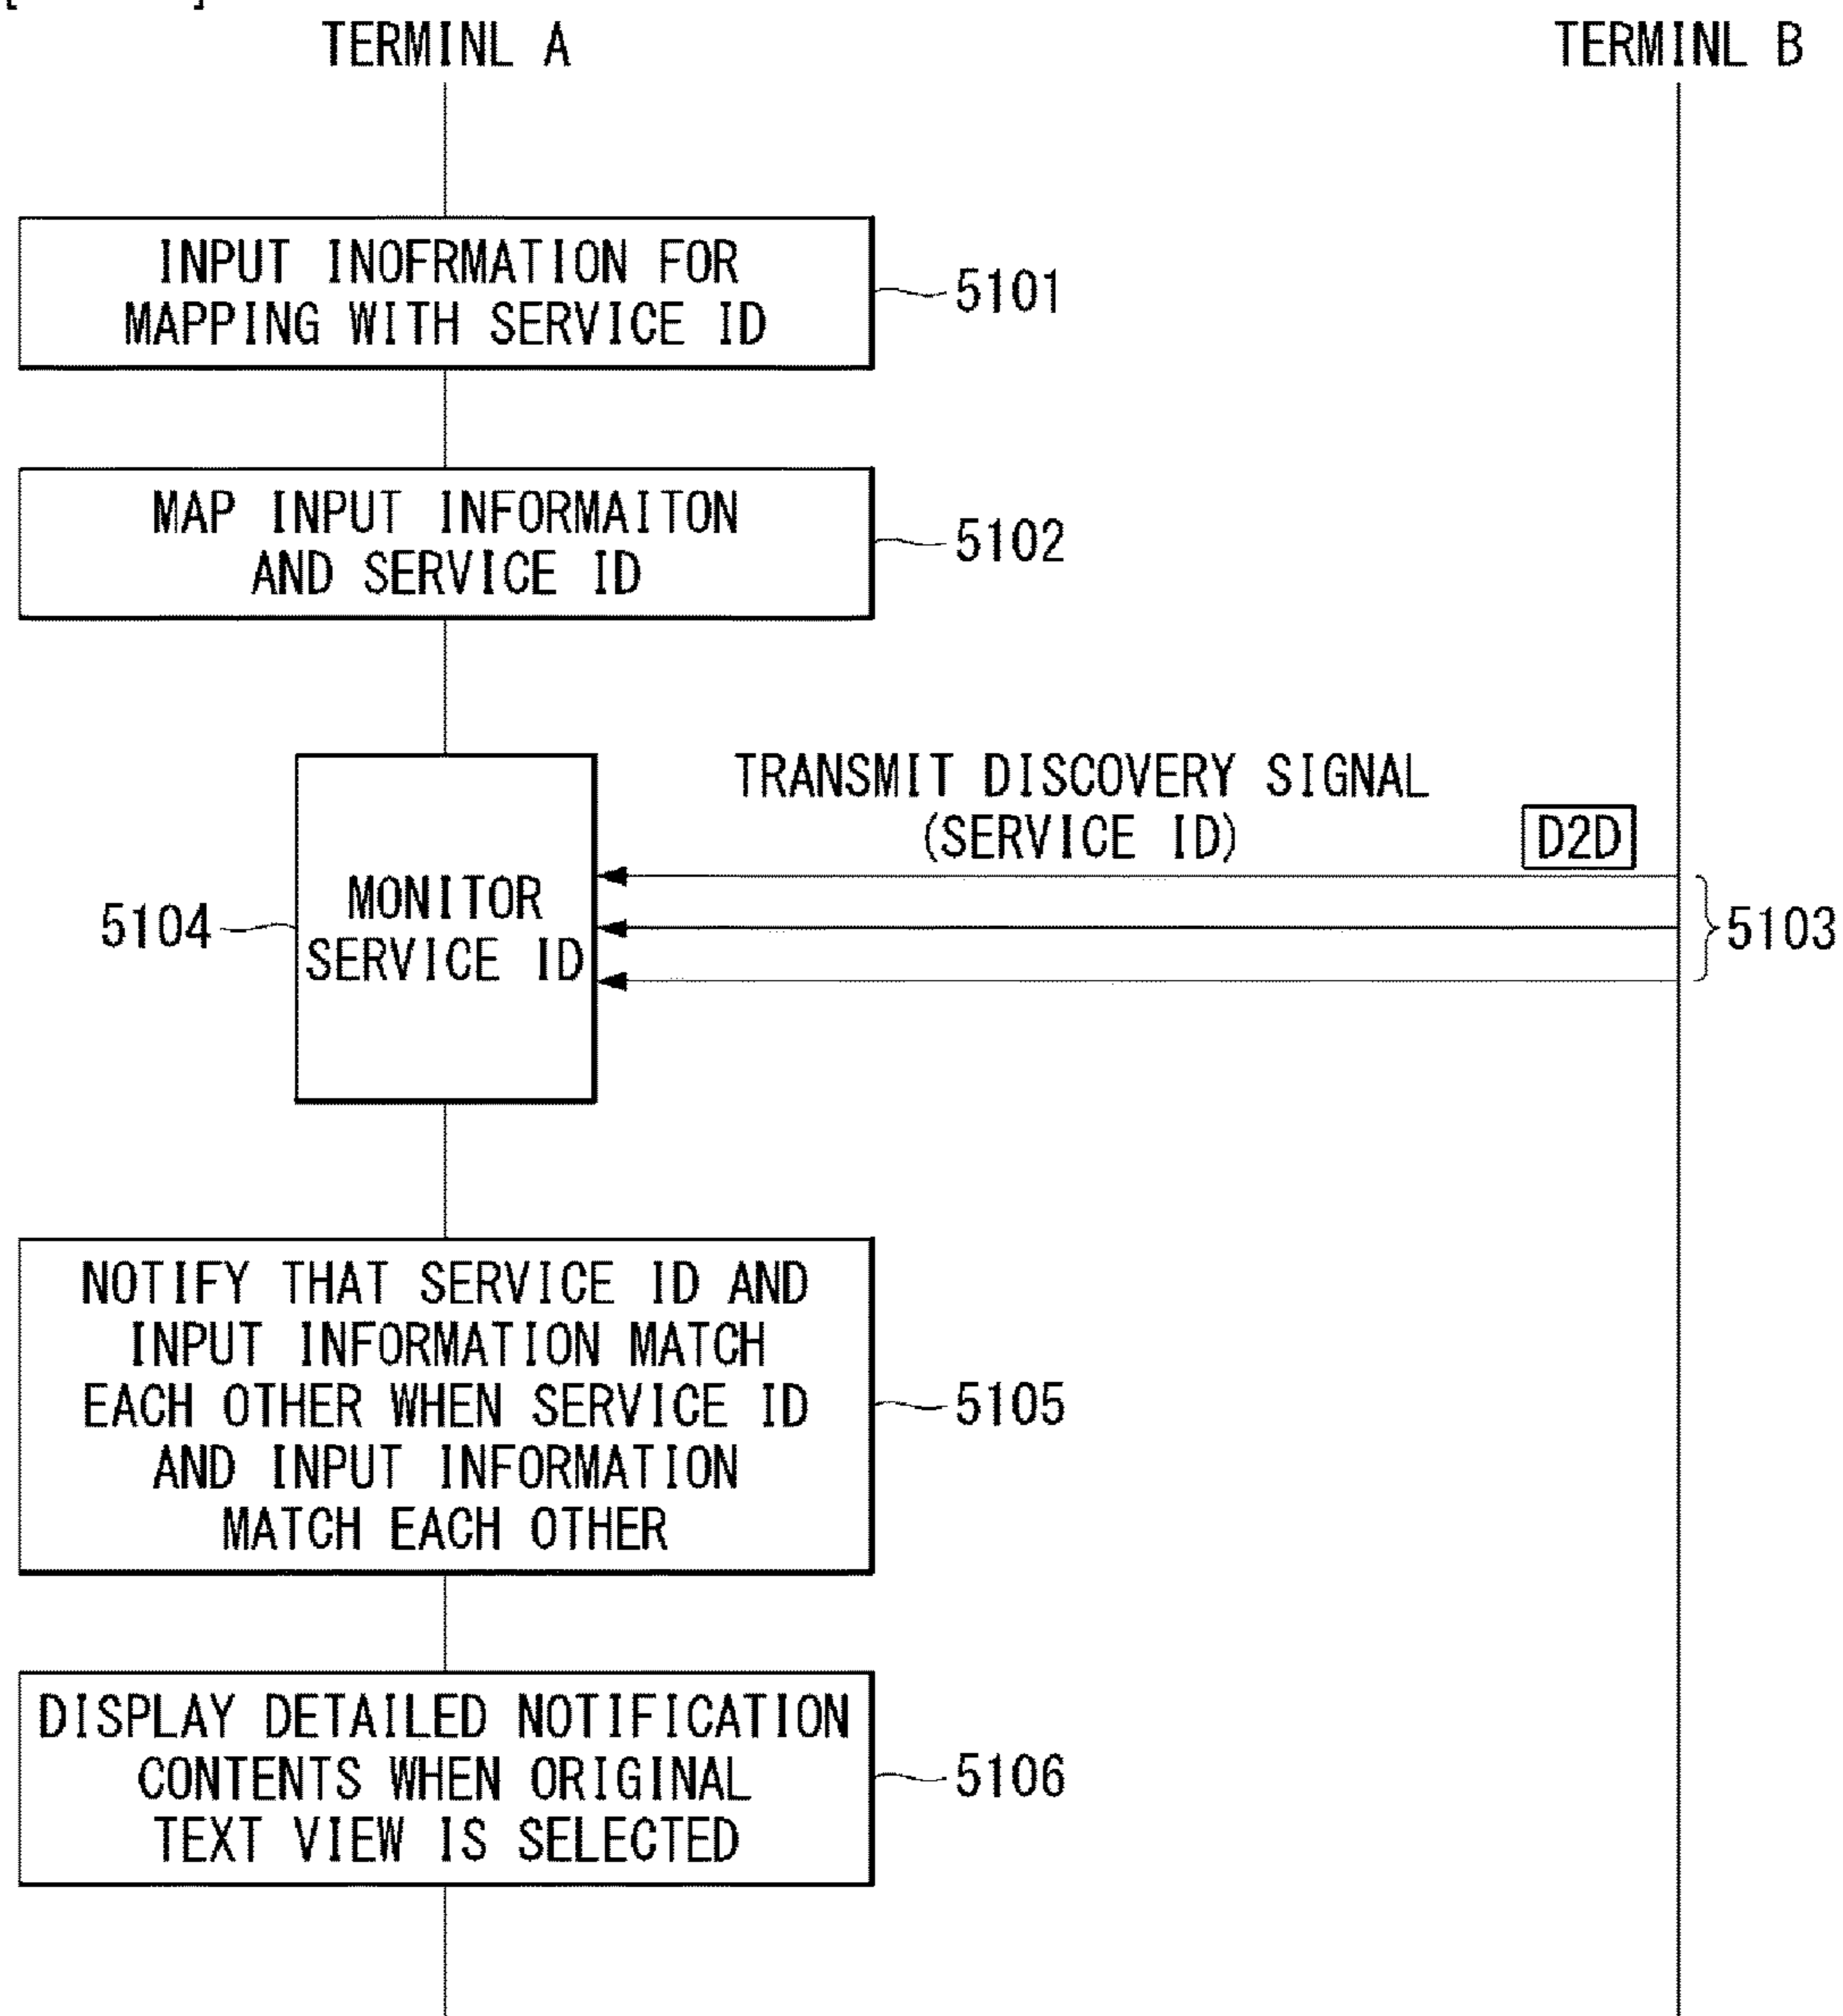 TERMINL A
TERMINL B
INPUT INOFRMATION FOR
MAPPING WITH SERVICE ID
5101
MAP INPUT INFORMAITON
AND SERVICE ID
5102
TRANSMIT DISCOVERY SIGNAL
(SERVICE ID)
D2D
MONITOR
SERVICE ID
5104
5103
NOTIFY THAT SERVICE ID AND
INPUT INFORMATION MATCH
EACH OTHER WHEN SERVICE ID
AND INPUT INFORMATION
MATCH EACH OTHER
5105
DISPLAY DETAILED NOTIFICATION
CONTENTS WHEN ORIGINAL
TEXT VIEW IS SELECTED
5106